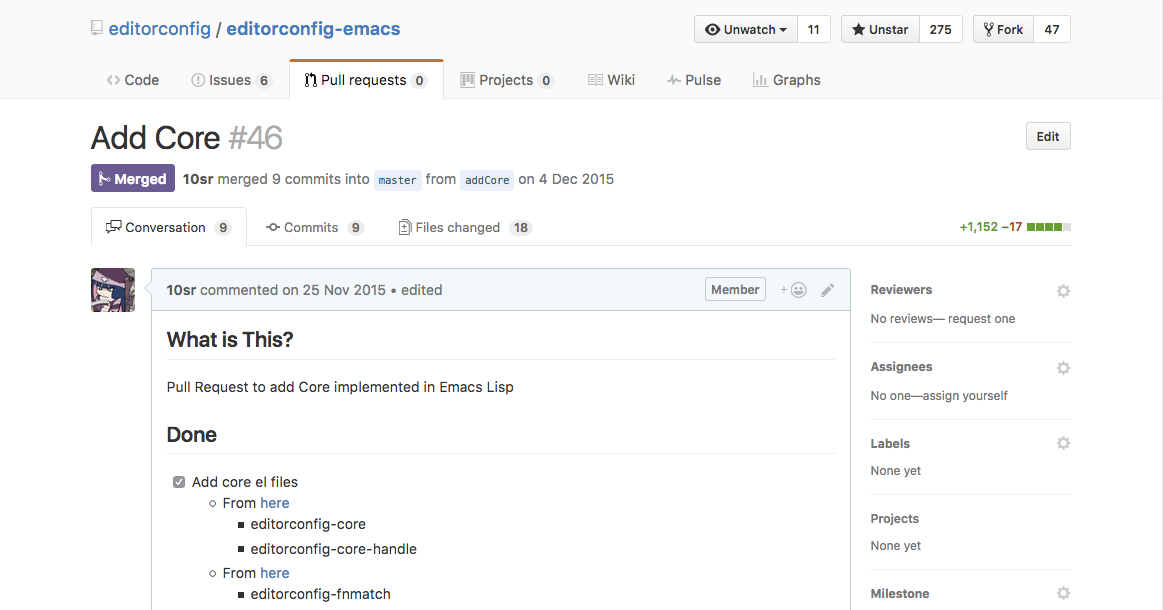 editorconfig / editorconfig-emacs
Unwatch 11 Unstar 275 Fork 47
Code Issues 6 Pull requests 0 Projects 0 Wiki Pulse Graphs
Add Core #46
Edit
Merged 10sr merged 9 commits into master from addCore on 4 Dec 2015
Conversation 9 Commits 9 Files changed 18
+1,152 −17
10sr commented on 25 Nov 2015 • edited
Member
What is This?
Pull Request to add Core implemented in Emacs Lisp
Done
Add core el files
From here
editorconfig-core
editorconfig-core-handle
From here
editorconfig-fnmatch
Reviewers
No reviews— request one
Assignees
No one—assign yourself
Labels
None yet
Projects
None yet
Milestone